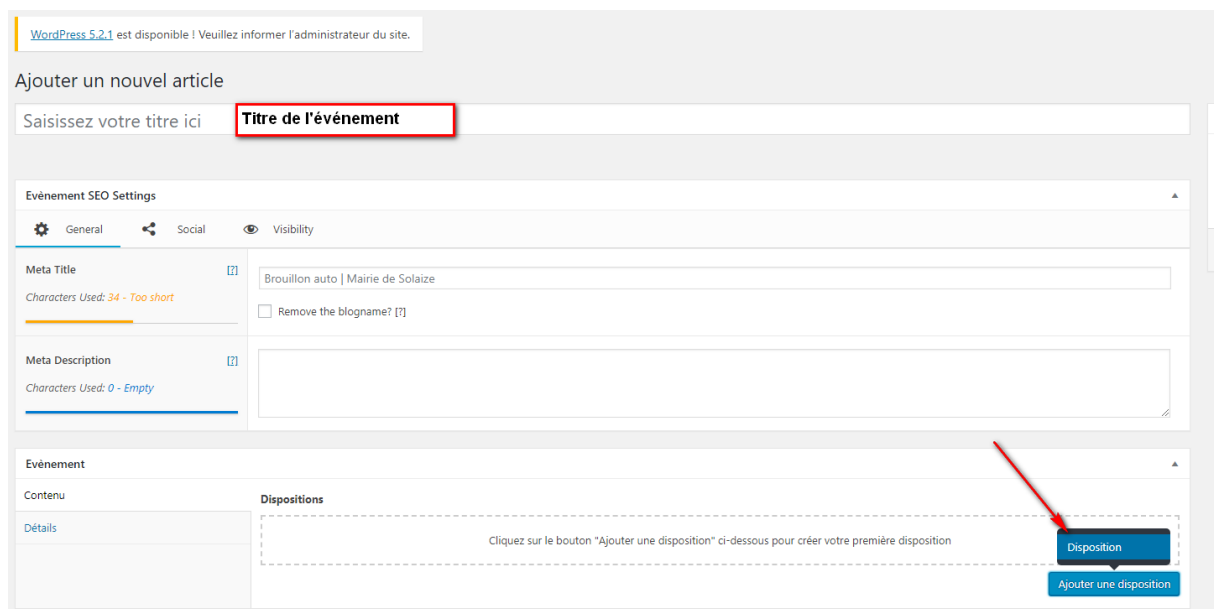 WordPress 5.2.1 est disponible ! Veuillez informer l'administrateur du site.
Ajouter un nouvel article
Saisissez votre titre ici
Titre de l'événement
Evènement SEO Settings
General Social Visibility
Meta Title [?]
Characters Used: 34 - Too short
Brouillon auto | Mairie de Solaize
Remove the blogname? [?]
Meta Description [?]
Characters Used: 0 - Empty
Evènement
Contenu
Détails
Dispositions
Cliquez sur le bouton "Ajouter une disposition" ci-dessous pour créer votre première disposition
Disposition
Ajouter une disposition